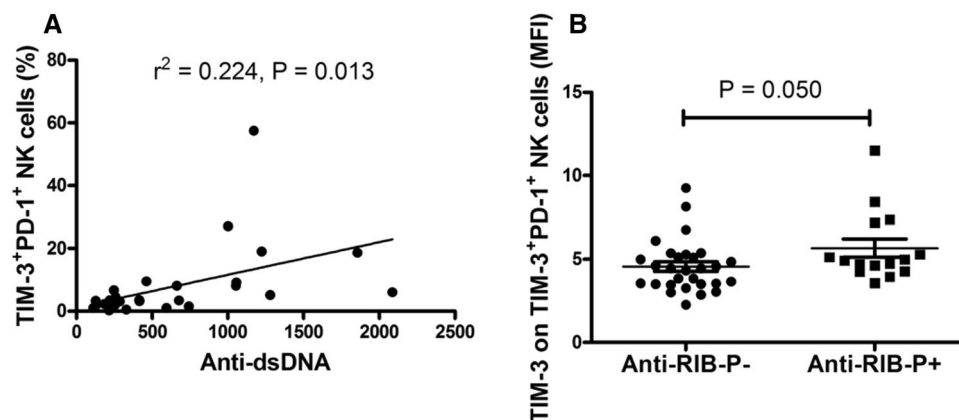 A
TIM-3+PD-1+ NK cells (%)
r2 = 0.224, P = 0.013
80
60
40
20
0
0 500 1000 1500 2000 2500
Anti-dsDNA
B
TIM-3 on TIM-3+PD-1+ NK cells (MFI)
P = 0.050
15
10
5
0
Anti-RIB-P- Anti-RIB-P+